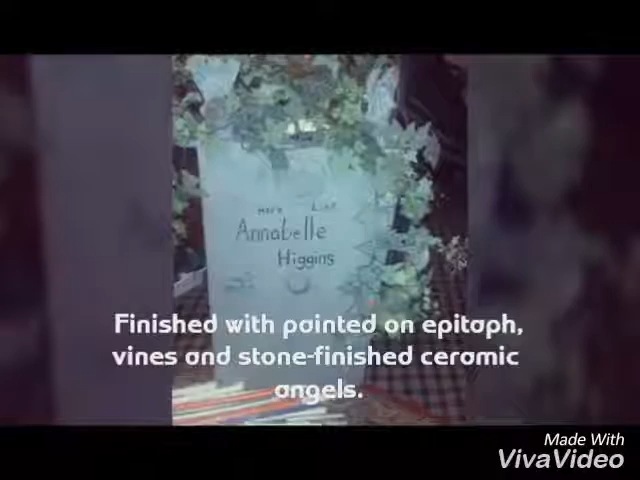 Annabelle
Higgins
Finished with painted on epitaph,
vines and stone-finished ceramic
angels.
Made With
VivaVideo